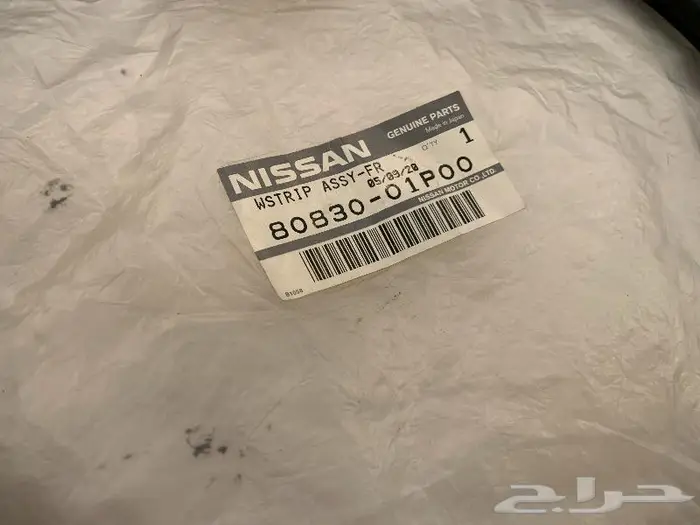 NISSAN
GENUINE PARTS
Made in Japan
WSTRIP ASSY-FR
Q'TY 1
05/09/20
80830-01P00
NISSAN MOTOR CO.,LTD.
B1059
حراج